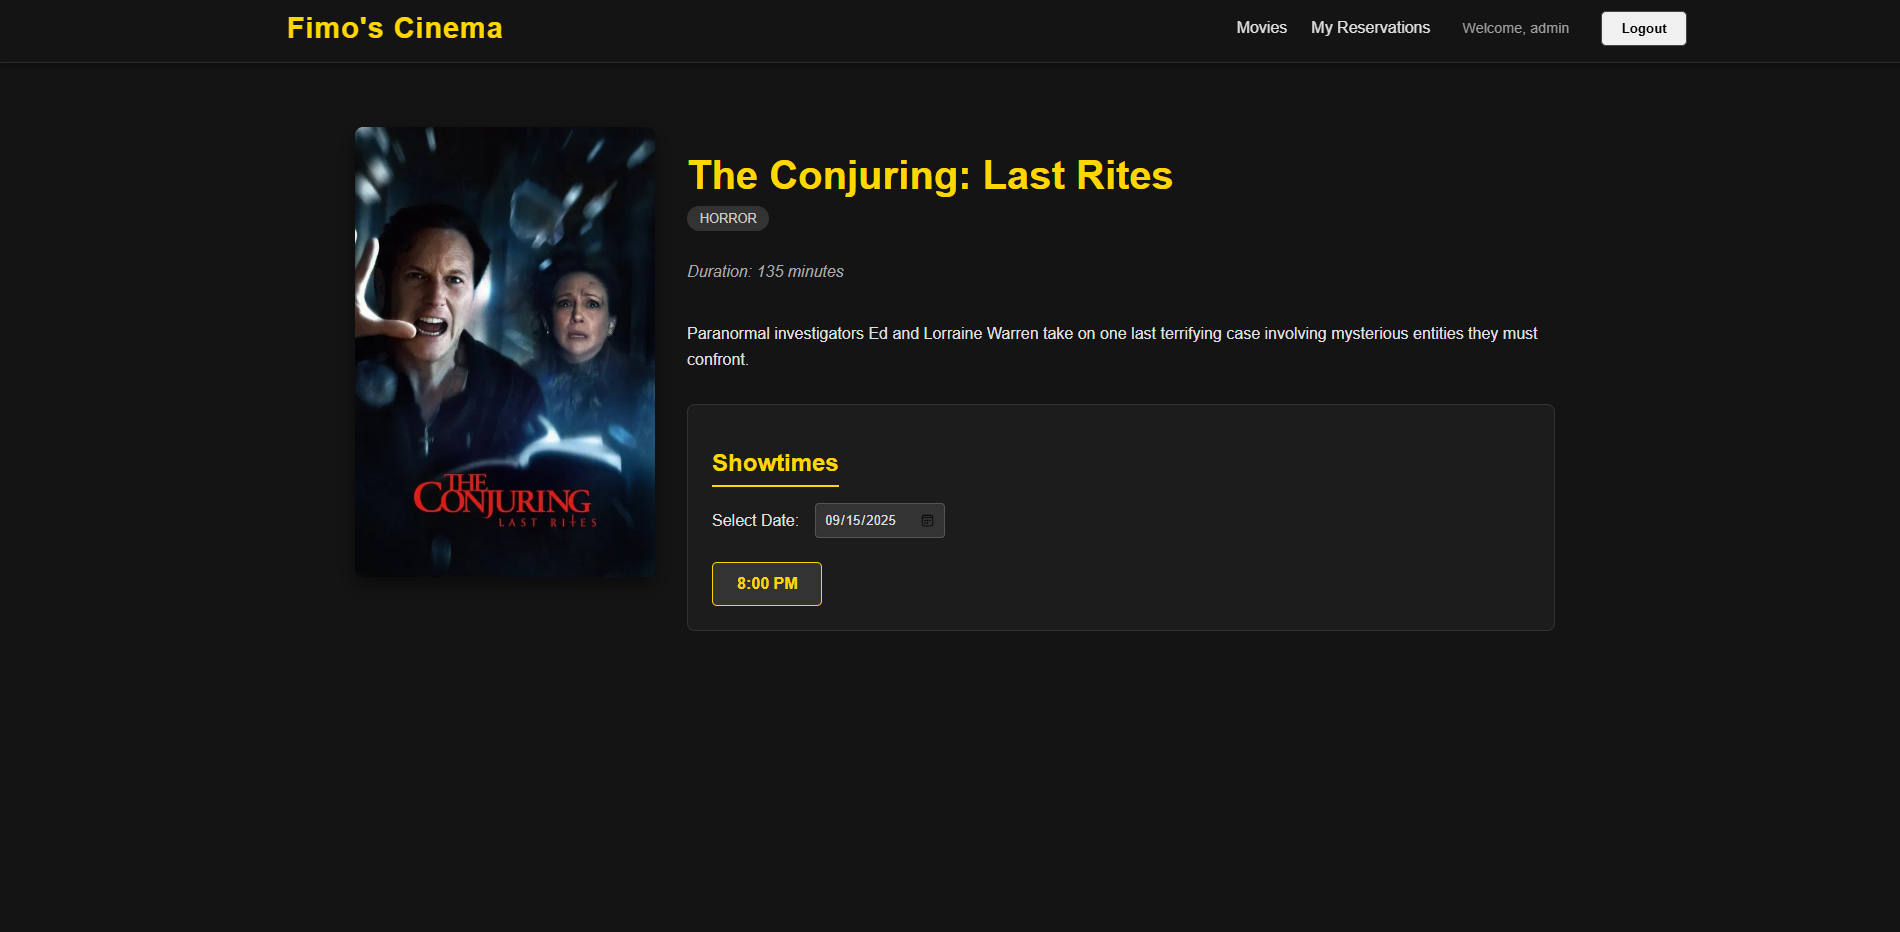 Fimo's Cinema
Movies
My Reservations
Welcome, admin
Logout
The Conjuring: Last Rites
HORROR
Duration: 135 minutes
Paranormal investigators Ed and Lorraine Warren take on one last terrifying case involving mysterious entities they must
confront.
THE
CONJURING
LAST RITES
Showtimes
Select Date: 09/15/2025
8:00 PM